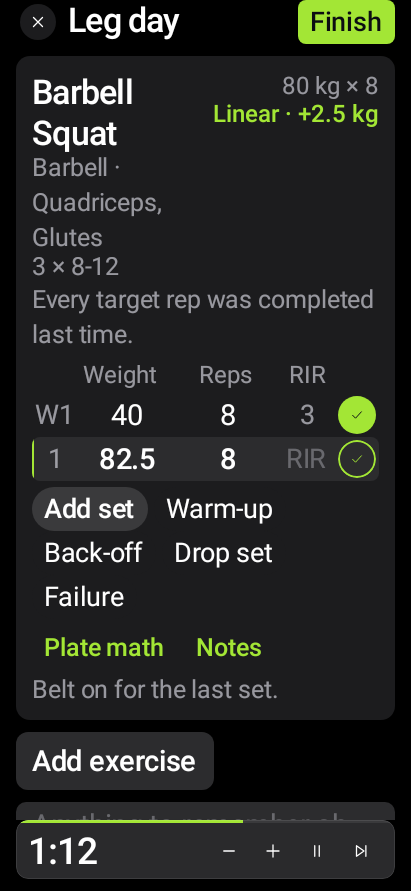 Leg day
Finish
Barbell Squat
80 kg × 8
Linear · +2.5 kg
Barbell ·
Quadriceps,
Glutes
3 × 8-12
Every target rep was completed
last time.
Weight Reps RIR
W1 40 8 3
1 82.5 8 RIR
Add set Warm-up
Back-off Drop set
Failure
Plate math Notes
Belt on for the last set.
Add exercise
1:12